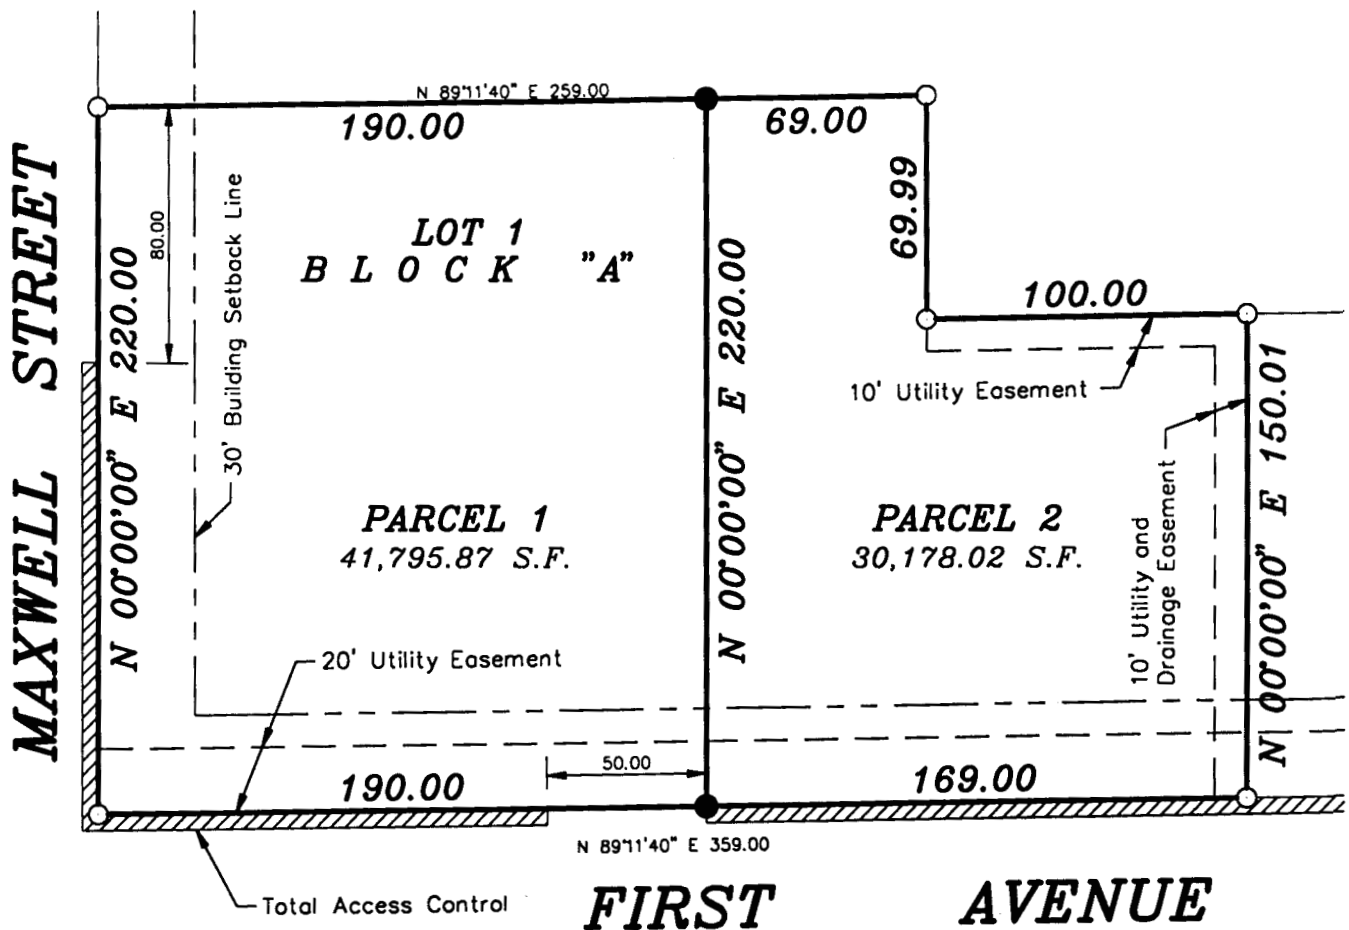 N 89°11'40" E 259.00
190.00
69.00
MAXWELL STREET
80.00
30' Building Setback Line
N 00°00'00" E 220.00
LOT 1
BLOCK "A"
N 00°00'00" E 220.00
69.99
100.00
10' Utility Easement
N 00°00'00" E 150.01
10' Utility and
Drainage Easement
PARCEL 1
41,795.87 S.F.
PARCEL 2
30,178.02 S.F.
20' Utility Easement
50.00
190.00
169.00
N 89°11'40" E 359.00
Total Access Control
FIRST AVENUE